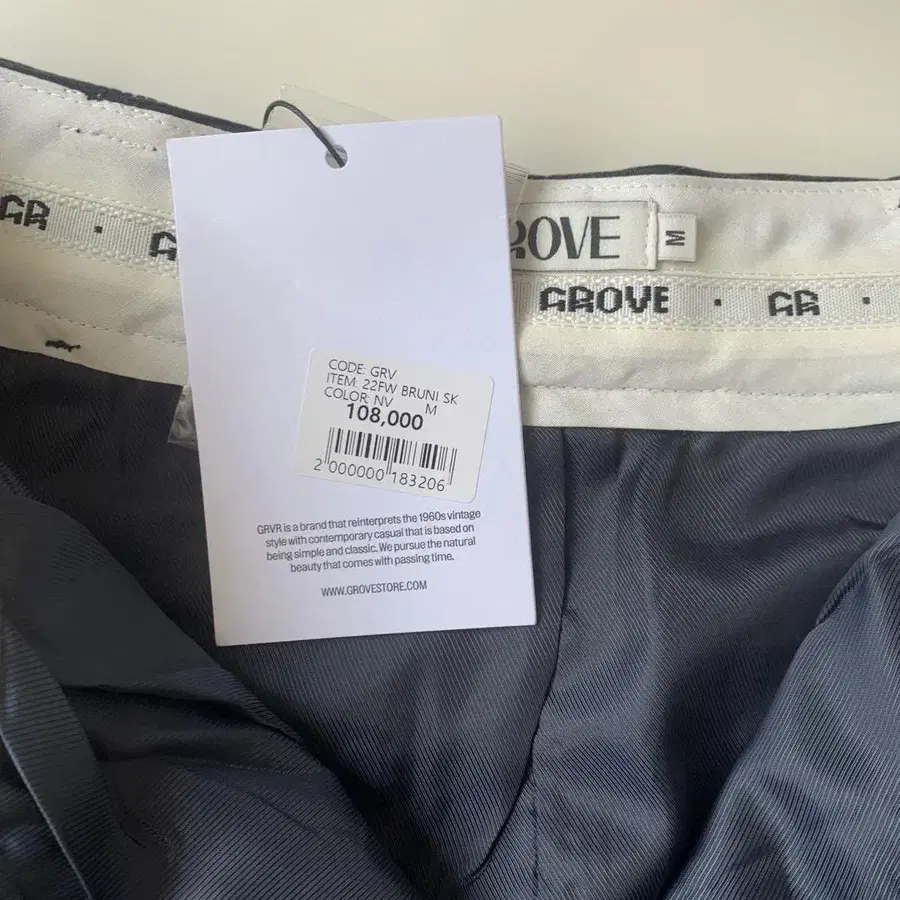 GR · G
ROVE
M
GROVE · GR ·
CODE: GRV
ITEM: 22FW BRUNI SK
COLOR: NV M
108,000
2 000000 183206
GRVR is a brand that reinterprets the 1960s vintage
style with contemporary casual that is based on
being simple and classic. We pursue the natural
beauty that comes with passing time.
WWW.GROVESTORE.COM